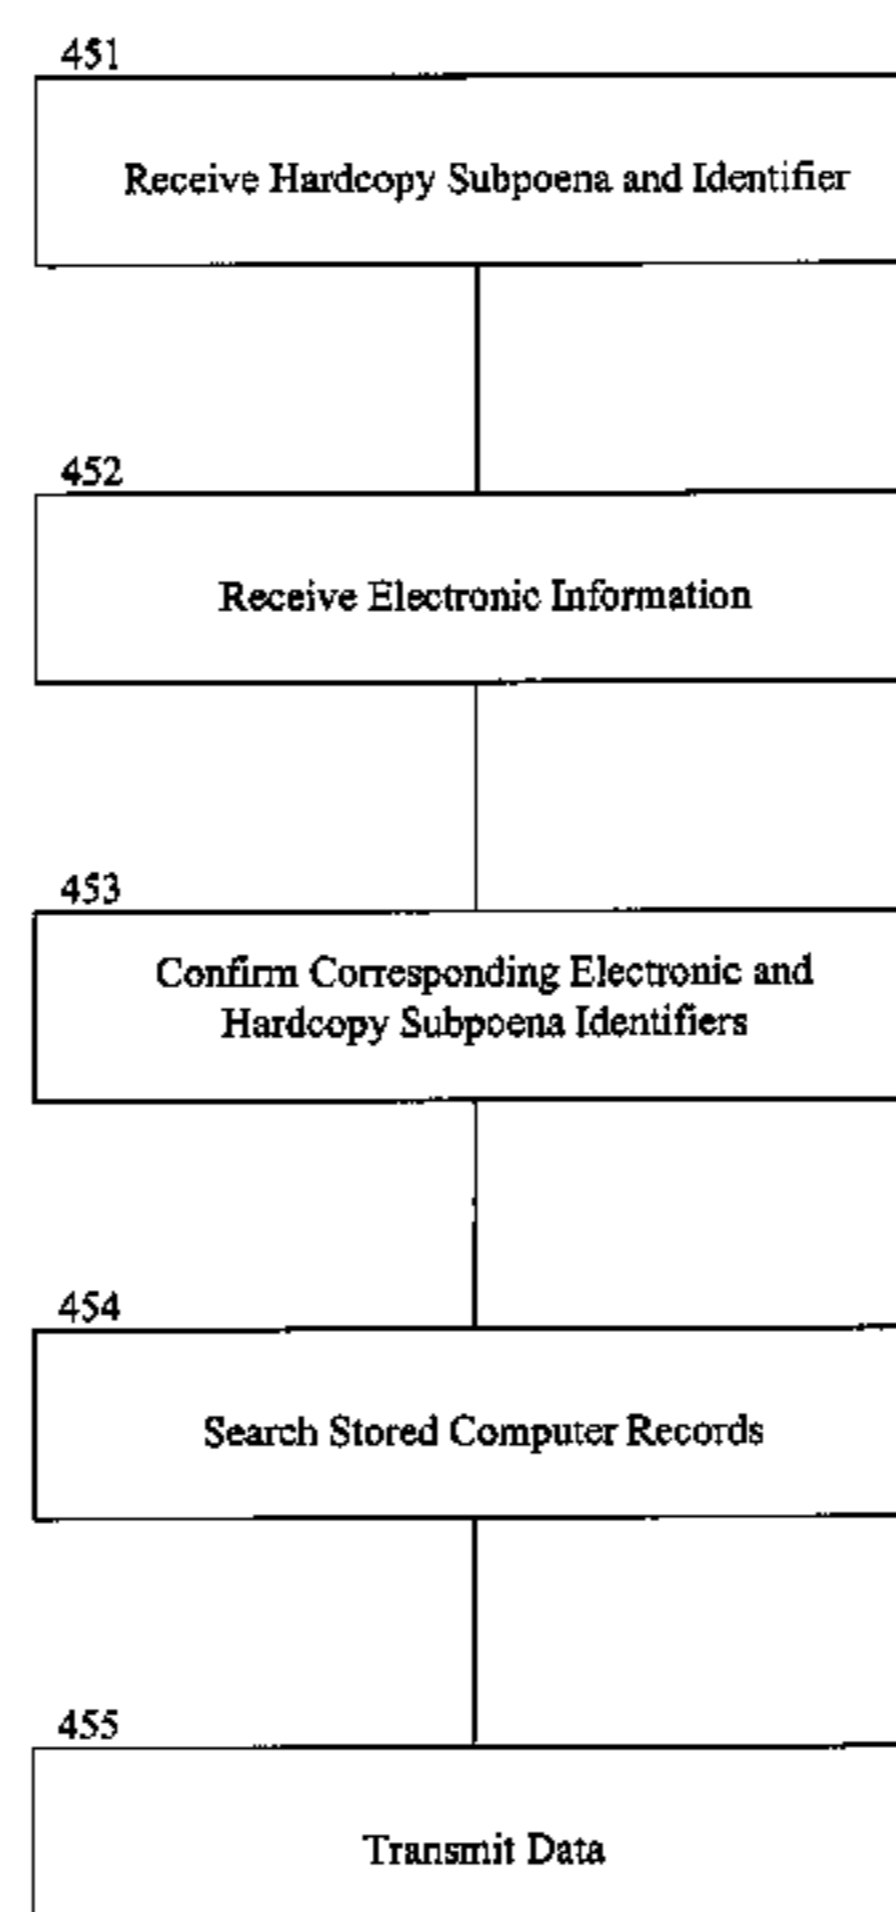 451
Receive Hardcopy Subpoena and Identifier
452
Receive Electronic Information
453
Confirm Corresponding Electronic and
Hardcopy Subpoena Identifiers
454
Search Stored Computer Records
455
Transmit Data